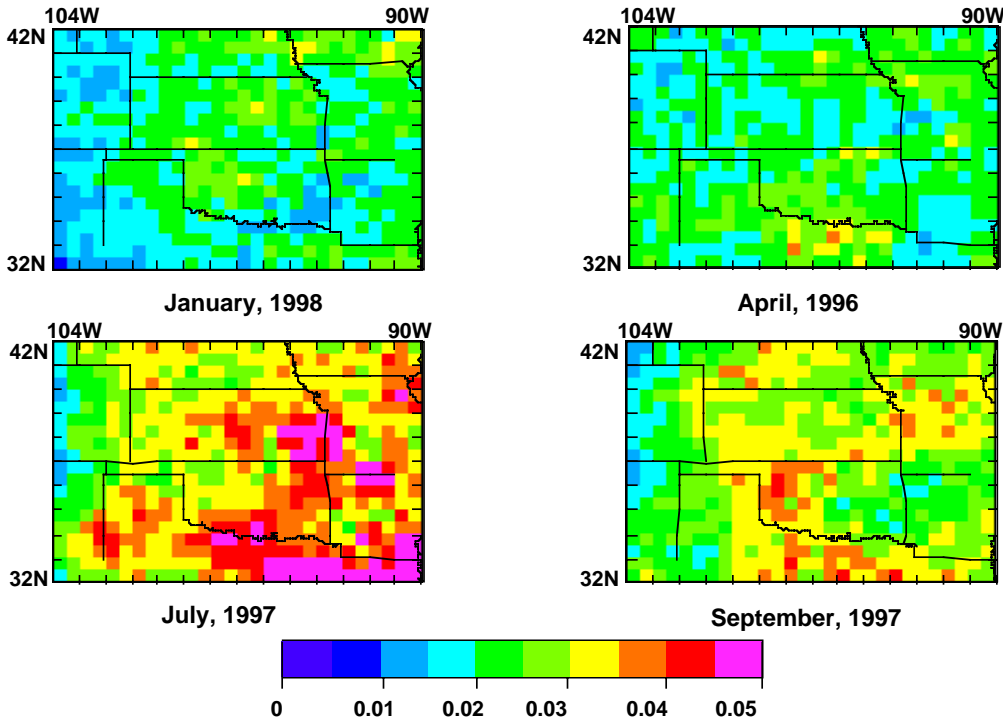 104W 90W 104W 90W
42N 42N
32N 32N
January, 1998 April, 1996
104W 90W 104W 90W
42N 42N
32N 32N
July, 1997 September, 1997
0 0.01 0.02 0.03 0.04 0.05